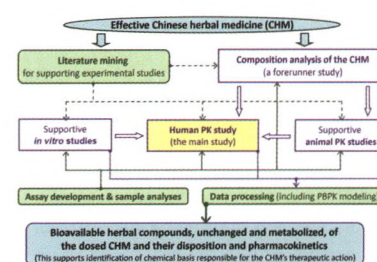 Effective Chinese herbal medicine (CHM)
Literature mining
for supporting experimental studies
Composition analysis of the CHM
(a forerunner study)
Supportive
in vitro studies
Human PK study
(the main study)
Supportive
animal PK studies
Assay development & sample analyses
Data processing (including PBPK modeling)
Bioavailable herbal compounds, unchanged and metabolized, of
the dosed CHM and their disposition and pharmacokinetics
(This supports identification of chemical basis responsible for the CHM's therapeutic action)